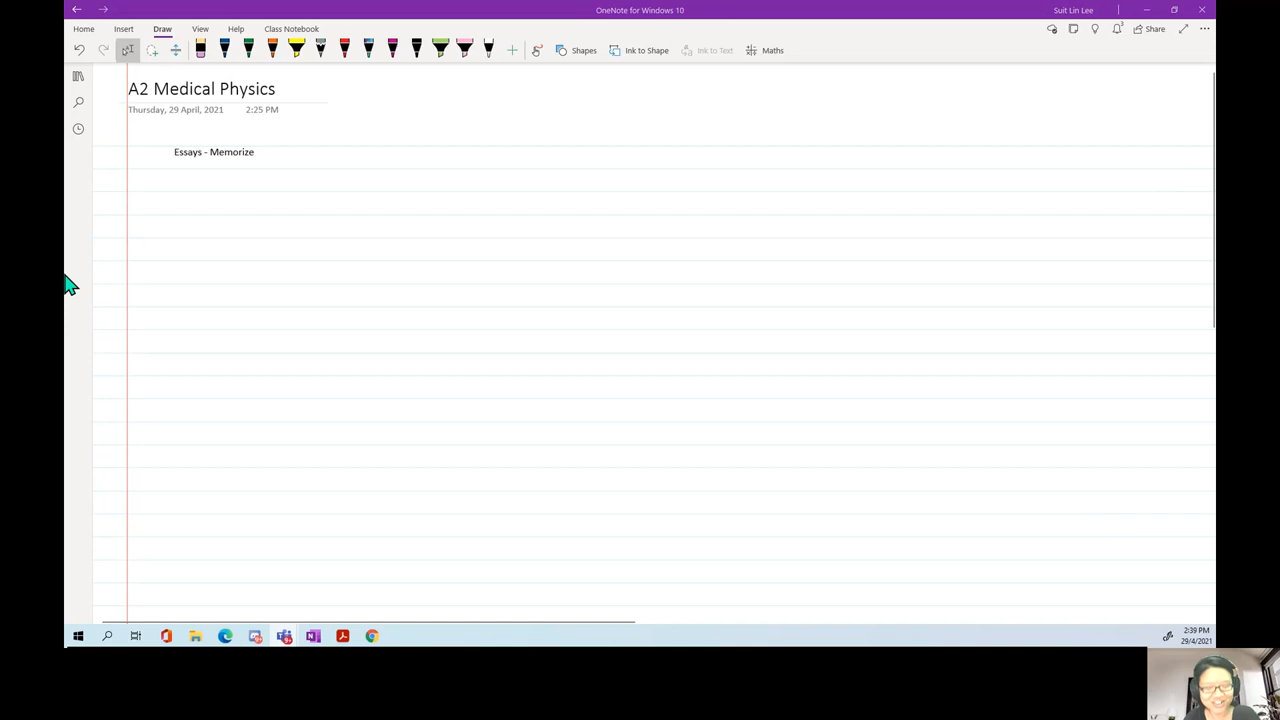 OneNote for Windows 10
Suit Lin Lee
Home Insert Draw View Help Class Notebook
3 Share
Shapes Ink to Shape Ink to Text Maths
A2 Medical Physics
Thursday, 29 April, 2021 2:25 PM
Essays - Memorize
2:39 PM
29/4/2021